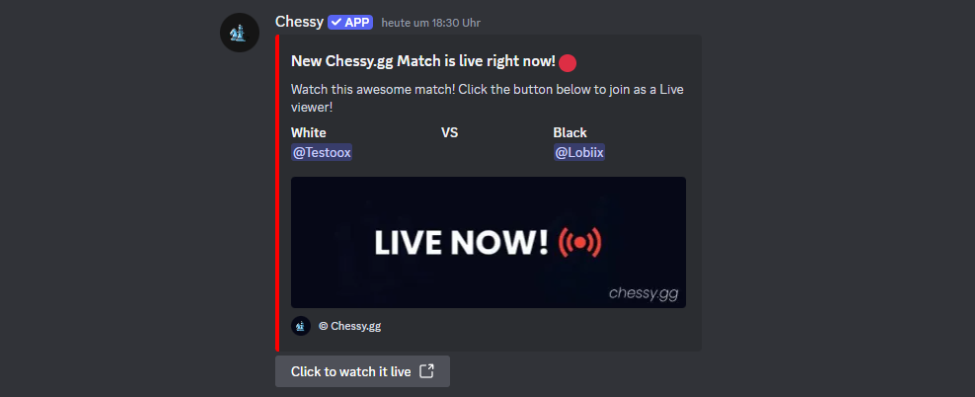 Chessy APP heute um 18:30 Uhr
New Chessy.gg Match is live right now!
Watch this awesome match! Click the button below to join as a Live
viewer!
White VS Black
@Testoox @Lobiix
LIVE NOW!
chessy.gg
© Chessy.gg
Click to watch it live